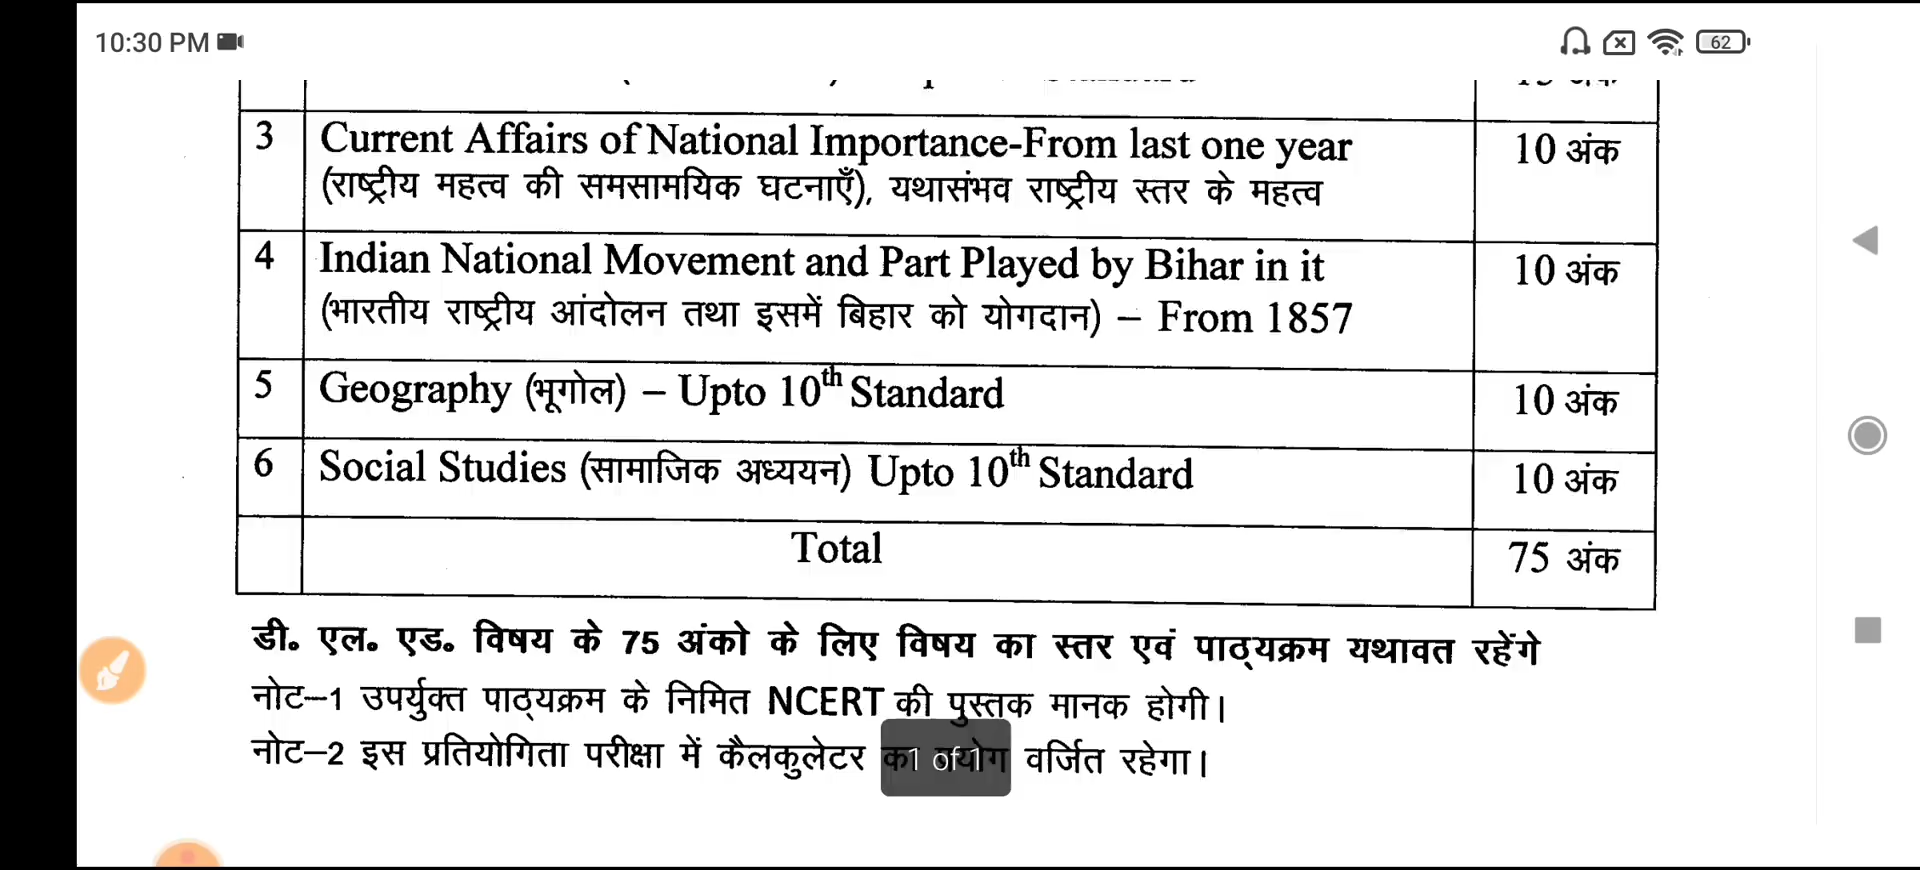 10:30 PM
62
3 Current Affairs of National Importance-From last one year 10 अंक
(राष्ट्रीय महत्व की समसामयिक घटनाएँ), यथासंभव राष्ट्रीय स्तर के महत्व
4 Indian National Movement and Part Played by Bihar in it 10 अंक
(भारतीय राष्ट्रीय आंदोलन तथा इसमें बिहार को योगदान) – From 1857
5 Geography (भूगोल) – Upto 10th Standard 10 अंक
6 Social Studies (सामाजिक अध्ययन) Upto 10th Standard 10 अंक
Total 75 अंक
डी. एल. एड. विषय के 75 अंको के लिए विषय का स्तर एवं पाठ्यक्रम यथावत रहेंगे
नोट–1 उपर्युक्त पाठ्यक्रम के निमित NCERT की पुस्तक मानक होगी।
नोट–2 इस प्रतियोगिता परीक्षा में कैलकुलेटर का प्रयोग वर्जित रहेगा।
1 of 1